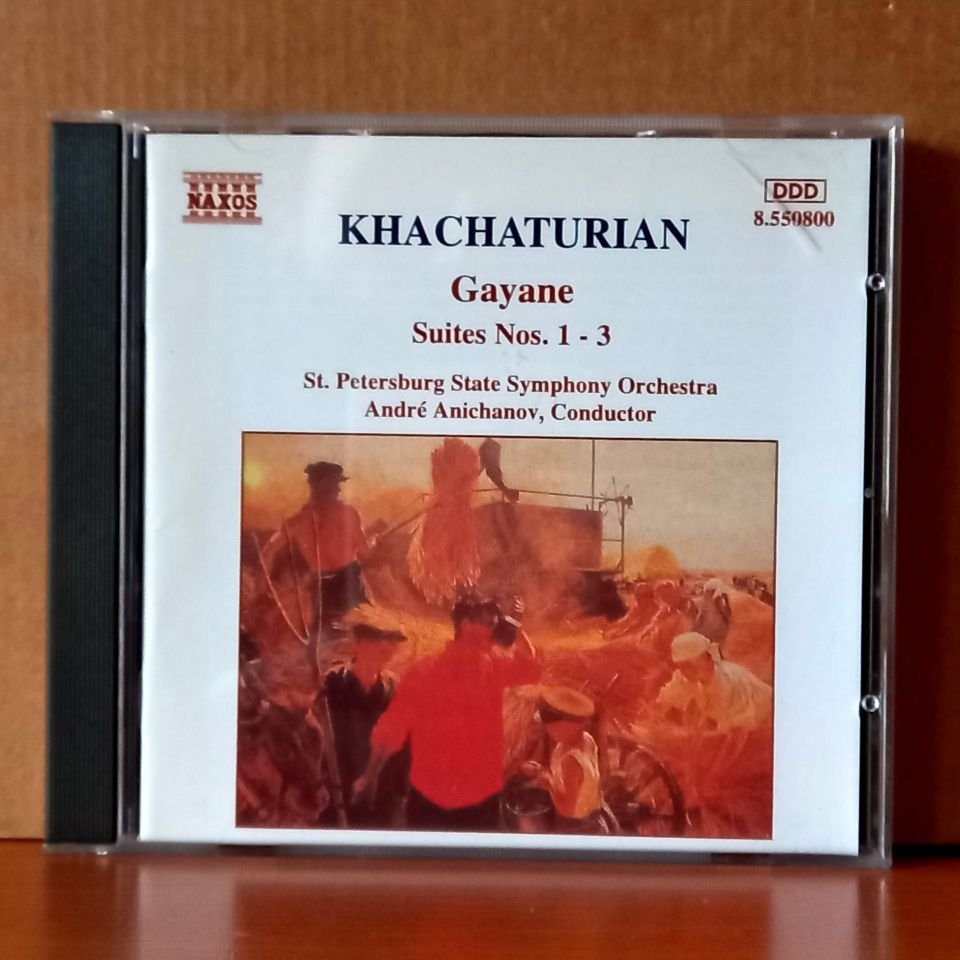 NAXOS
DDD
8.550800
KHACHATURIAN
Gayane
Suites Nos. 1 - 3
St. Petersburg State Symphony Orchestra
André Anichanov, Conductor